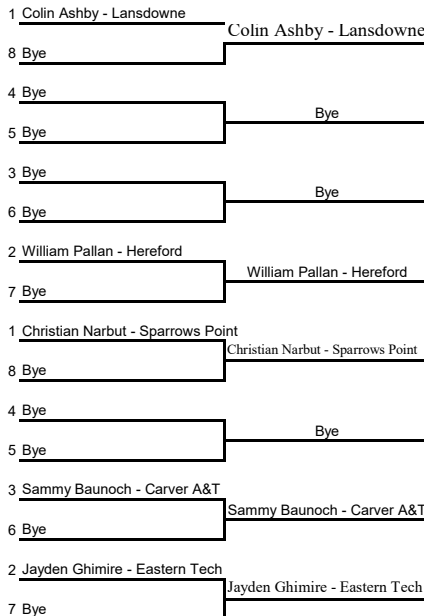 1 Colin Ashby - Lansdowne
Colin Ashby - Lansdowne
8 Bye
4 Bye
Bye
5 Bye
3 Bye
Bye
6 Bye
2 William Pallan - Hereford
William Pallan - Hereford
7 Bye
1 Christian Narbut - Sparrows Point
Christian Narbut - Sparrows Point
8 Bye
4 Bye
Bye
5 Bye
3 Sammy Baunoch - Carver A&T
Sammy Baunoch - Carver A&T
6 Bye
2 Jayden Ghimire - Eastern Tech
Jayden Ghimire - Eastern Tech
7 Bye